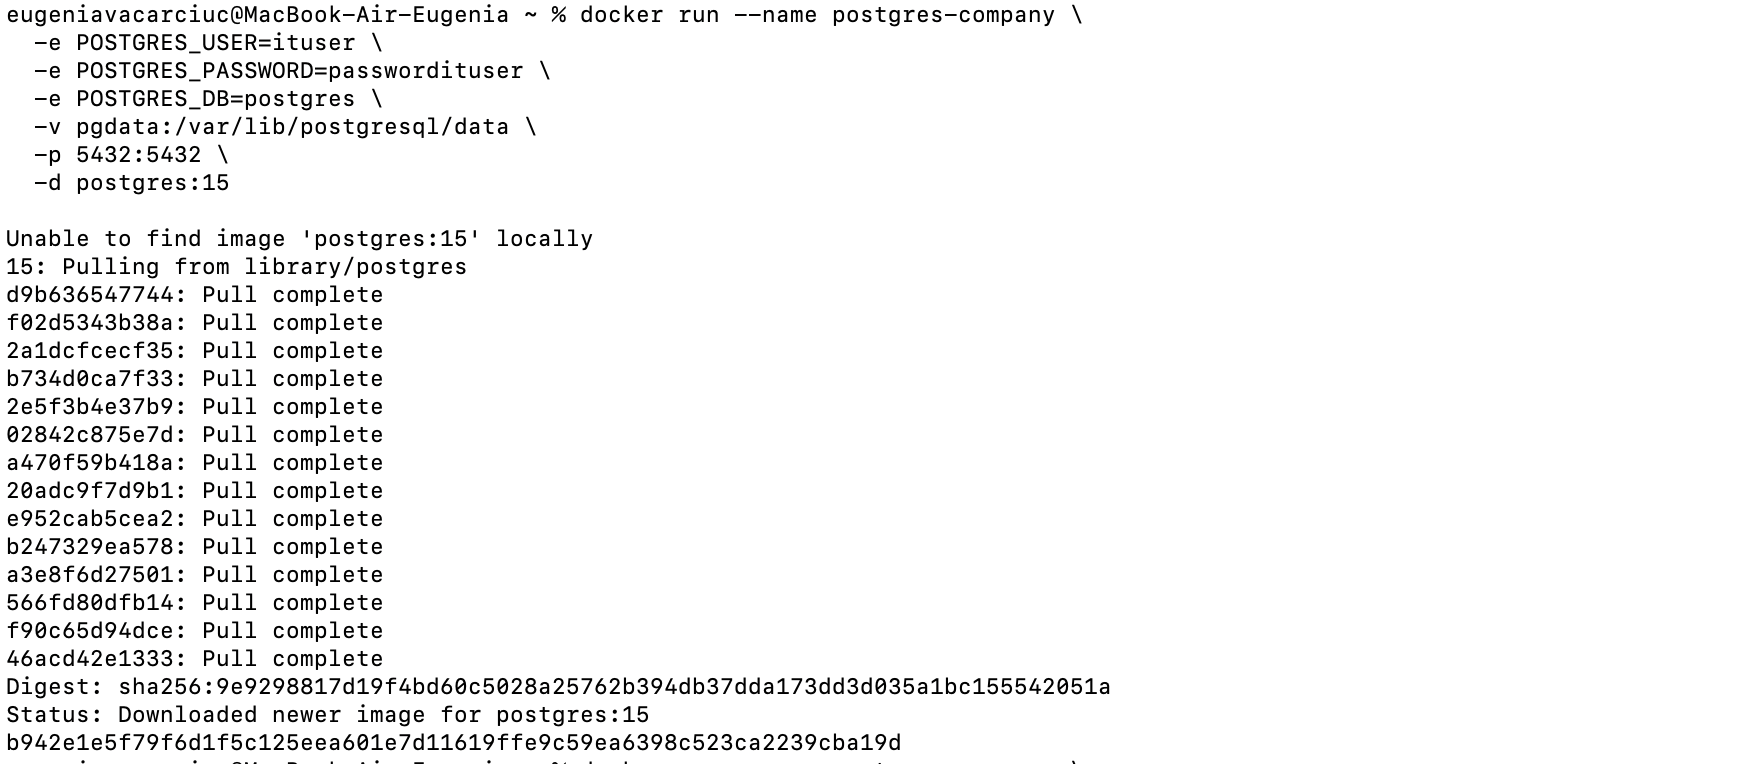 eugeniavacarciuc@MacBook-Air-Eugenia ~ % docker run --name postgres-company \
  -e POSTGRES_USER=ituser \
  -e POSTGRES_PASSWORD=passwordituser \
  -e POSTGRES_DB=postgres \
  -v pgdata:/var/lib/postgresql/data \
  -p 5432:5432 \
  -d postgres:15

Unable to find image 'postgres:15' locally
15: Pulling from library/postgres
d9b636547744: Pull complete
f02d5343b38a: Pull complete
2a1dcfcecf35: Pull complete
b734d0ca7f33: Pull complete
2e5f3b4e37b9: Pull complete
02842c875e7d: Pull complete
a470f59b418a: Pull complete
20adc9f7d9b1: Pull complete
e952cab5cea2: Pull complete
b247329ea578: Pull complete
a3e8f6d27501: Pull complete
566fd80dfb14: Pull complete
f90c65d94dce: Pull complete
46acd42e1333: Pull complete
Digest: sha256:9e9298817d19f4bd60c5028a25762b394db37dda173dd3d035a1bc155542051a
Status: Downloaded newer image for postgres:15
b942e1e5f79f6d1f5c125eea601e7d11619ffe9c59ea6398c523ca2239cba19d